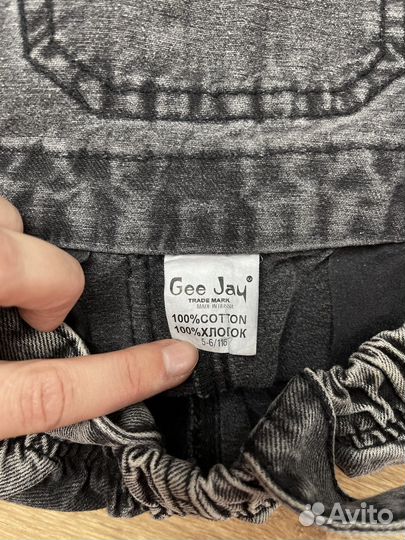 Gee Jay®
TRADE MARK
MADE IN RUSSIA
100%COTTON
100%ХЛОПОК
5-6/116
Avito